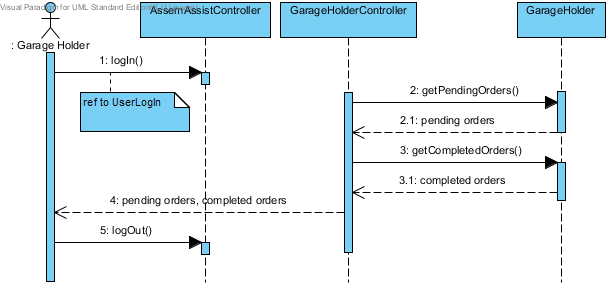 Visual Paradigm for UML Standard Edition
AssemAssistController
GarageHolderController
GarageHolder
: Garage Holder
1: logIn()
ref to UserLogIn
2: getPendingOrders()
2.1: pending orders
3: getCompletedOrders()
3.1: completed orders
4: pending orders, completed orders
5: logOut()